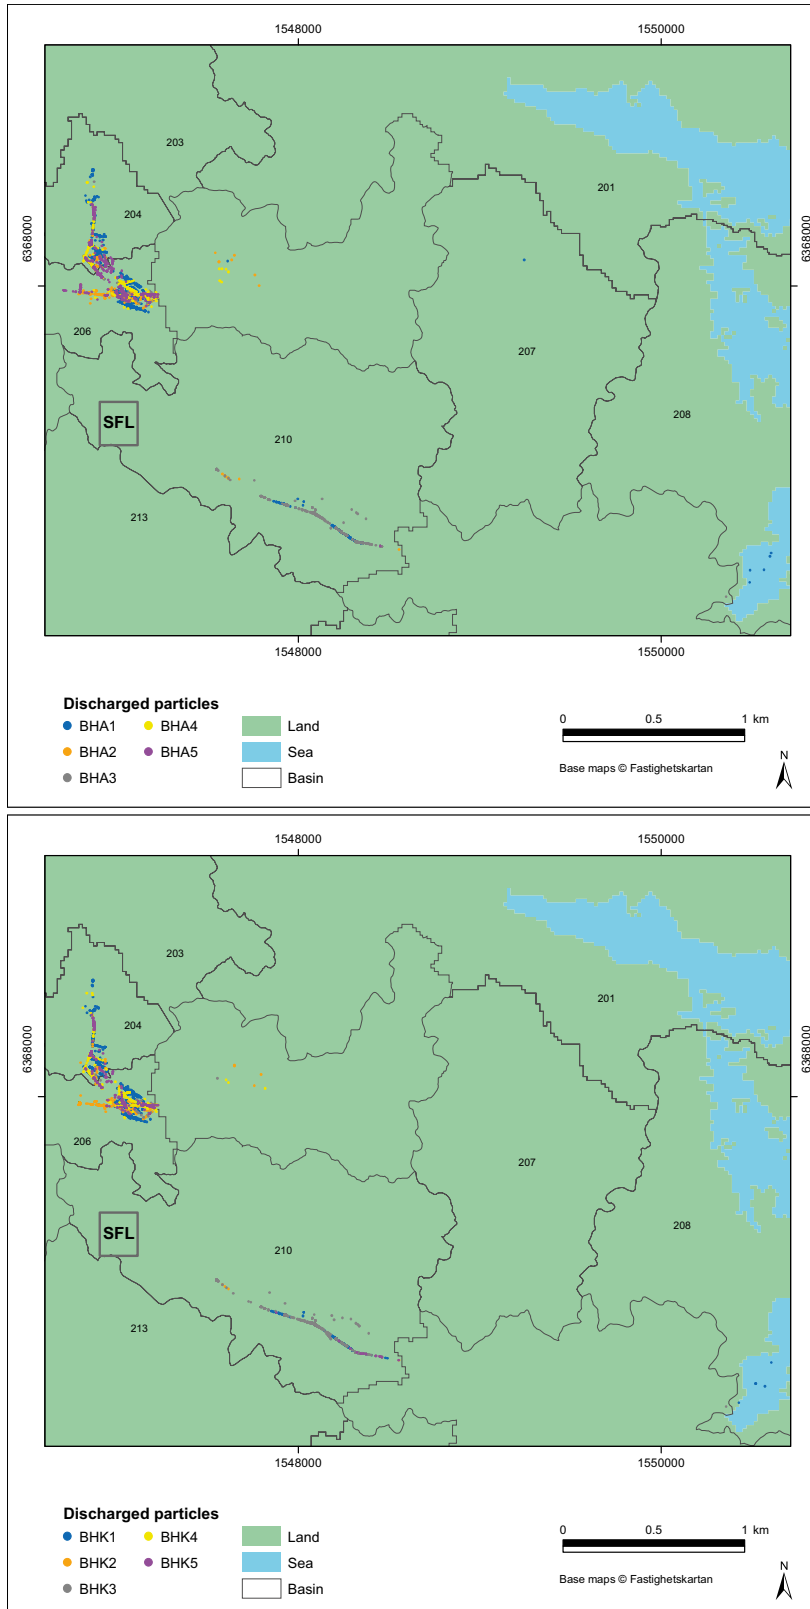 1548000
1550000
203
201
204
6368000
6368000
206
207
208
SFL
210
213
1548000
1550000
Discharged particles
BHA1
BHA4
Land
BHA2
BHA5
Sea
BHA3
Basin
0
0.5
1 km
Base maps © Fastighetskartan
N
1548000
1550000
203
201
204
6368000
6368000
206
207
208
SFL
210
213
1548000
1550000
Discharged particles
BHK1
BHK4
Land
BHK2
BHK5
Sea
BHK3
Basin
0
0.5
1 km
Base maps © Fastighetskartan
N